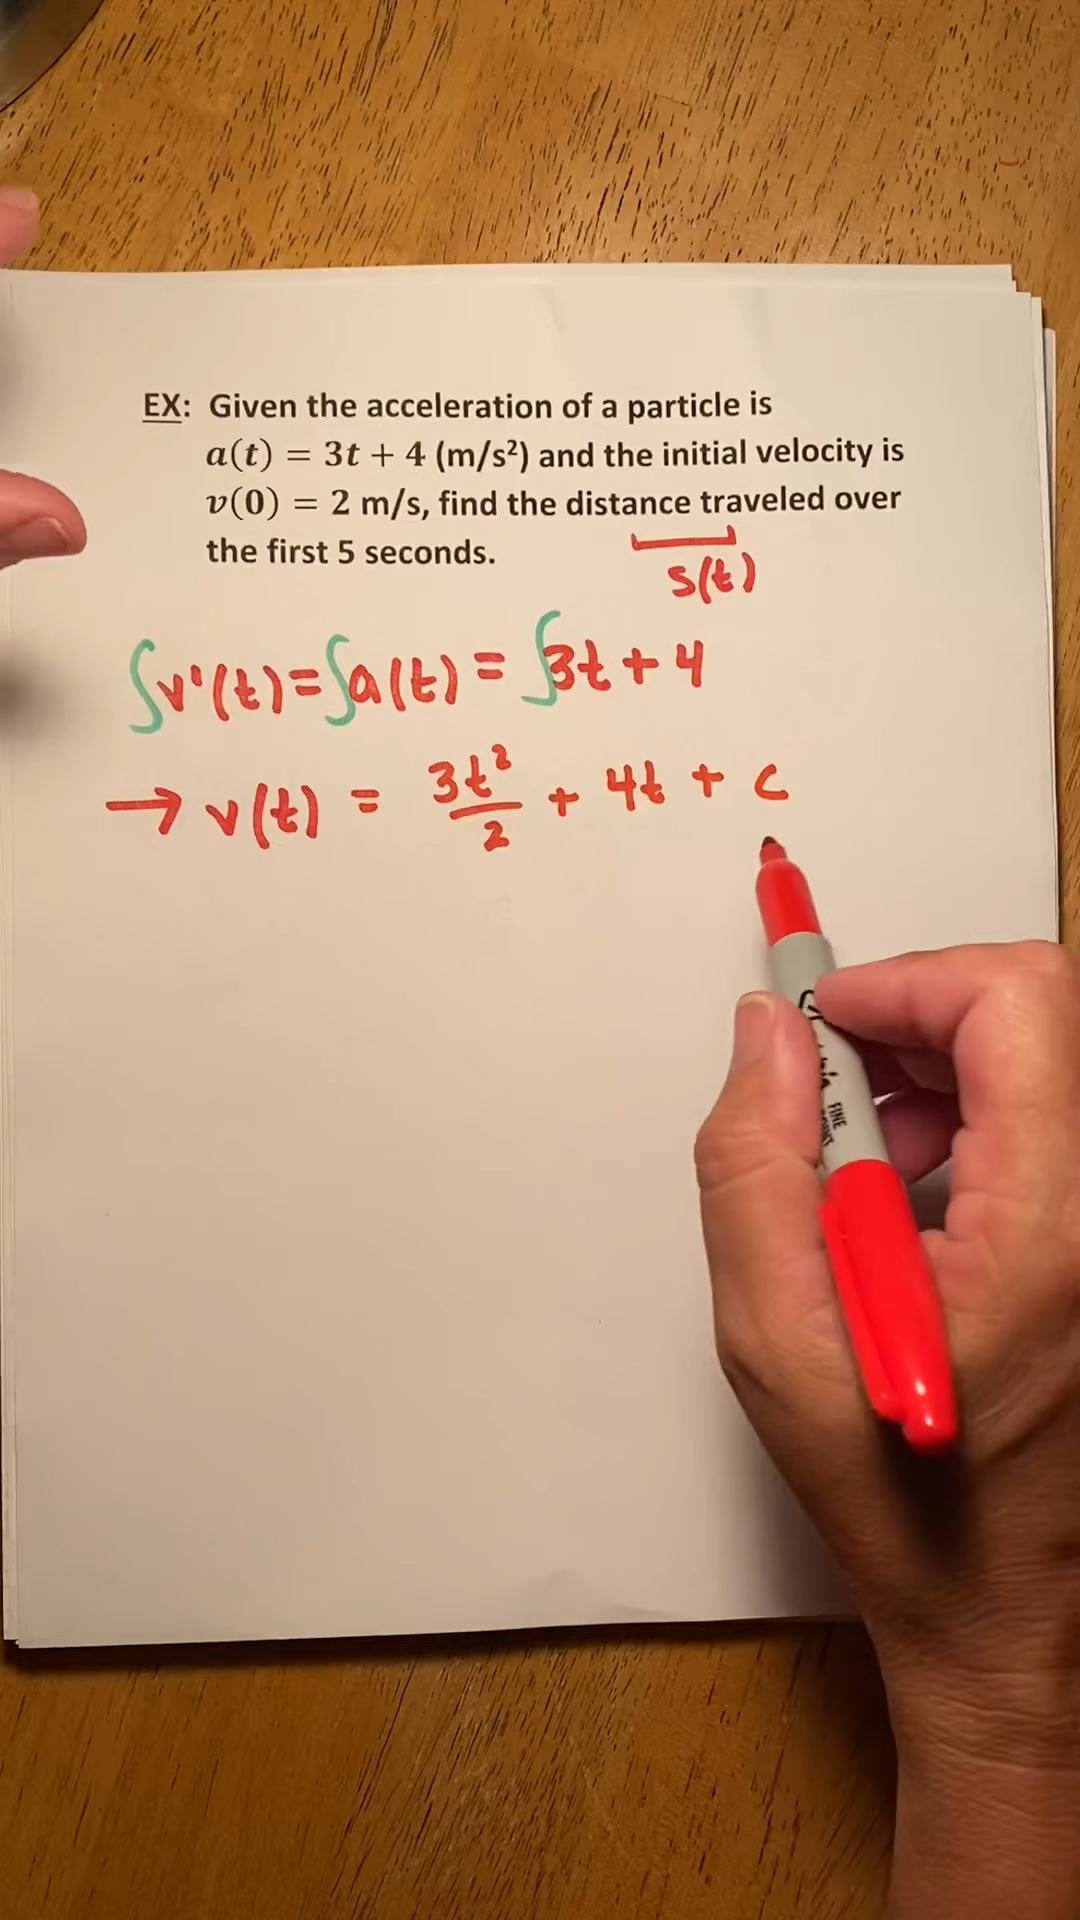 EX: Given the acceleration of a particle is
a(t) = 3t + 4 (m/s²) and the initial velocity is
v(0) = 2 m/s, find the distance traveled over
the first 5 seconds.
s(t)
∫v'(t)=∫a(t) = ∫3t + 4
→ v(t) = 3t²/2 + 4t + c
FINE